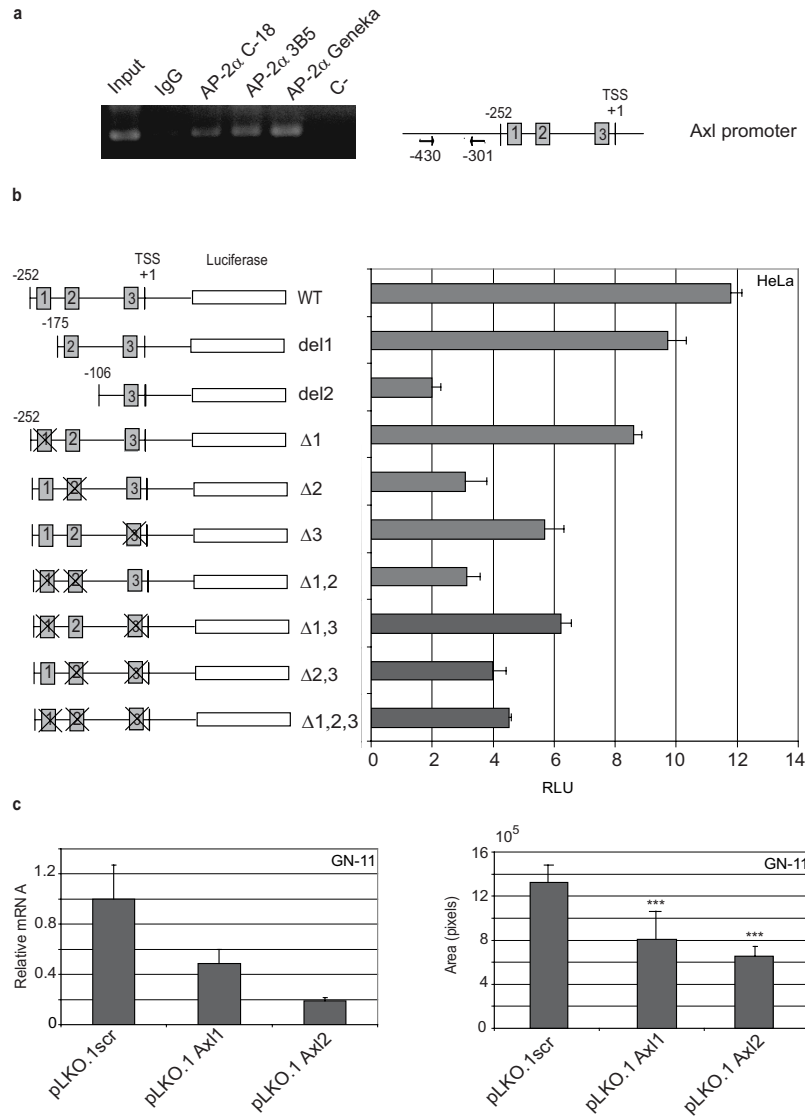 a
Input
IgG
AP-2α C-18
AP-2α 3B5
AP-2α Geneka
C-
-252
TSS
+1
1 2 3
-430 -301
Axl promoter
b
-252
TSS
+1
Luciferase
HeLa
1 2 3
WT
-175
2 3
del1
-106
3
del2
-252
1 2 3
Δ1
1 2 3
Δ2
1 2 3
Δ3
1 2 3
Δ1,2
1 2 3
Δ1,3
1 2 3
Δ2,3
1 2 3
Δ1,2,3
0 2 4 6 8 10 12 14
RLU
c
GN-11
Relative mRN A
1.2
0.8
0.4
0
pLKO.1scr
pLKO.1 Axl1
pLKO.1 Axl2
10⁵
GN-11
Area (pixels)
16
12
8
4
0
***
***
pLKO.1scr
pLKO.1 Axl1
pLKO.1 Axl2